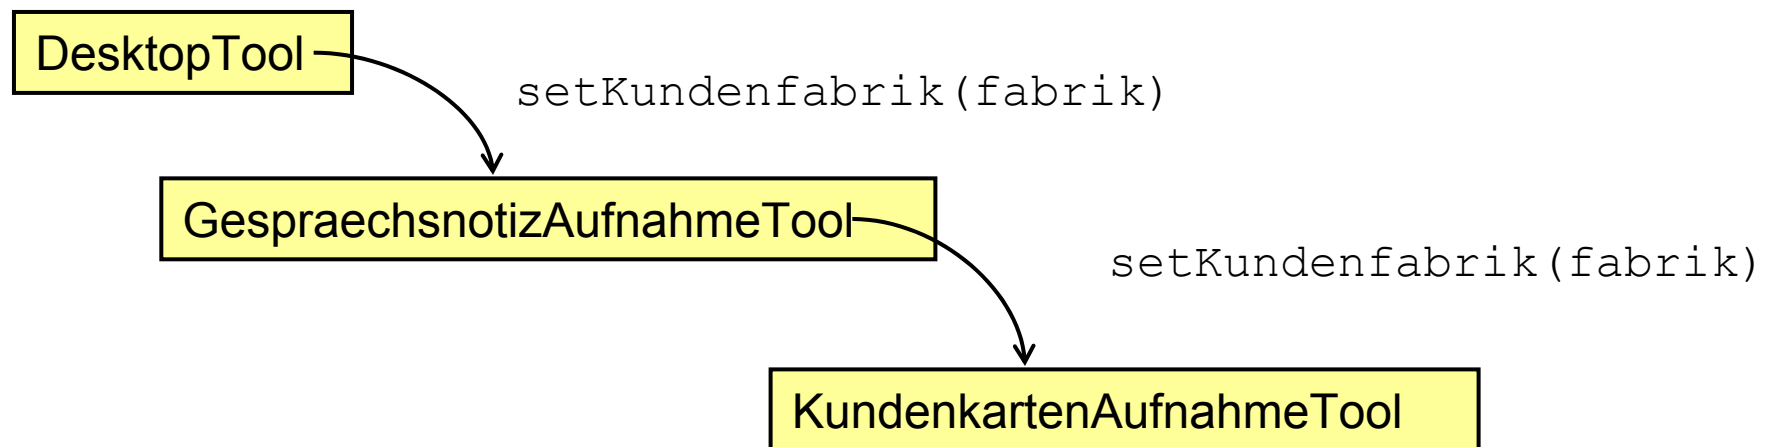 DesktopTool
setKundenfabrik(fabrik)
GespraechsnotizAufnahmeTool
setKundenfabrik(fabrik)
KundenkartenAufnahmeTool